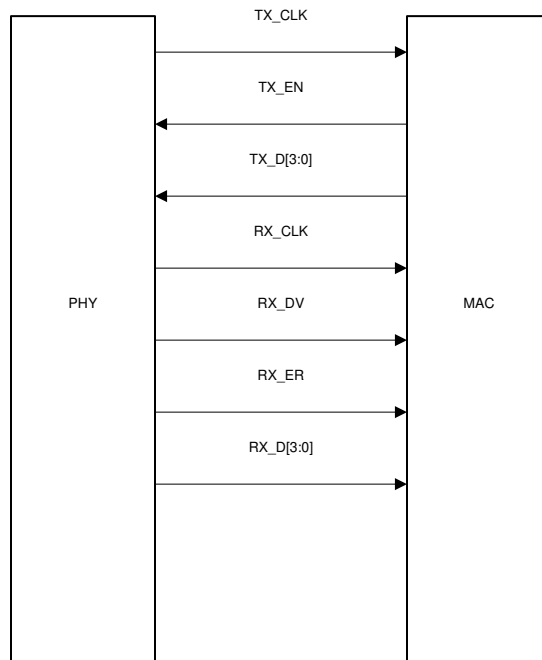 TX_CLK
TX_EN
TX_D[3:0]
RX_CLK
PHY
RX_DV
MAC
RX_ER
RX_D[3:0]